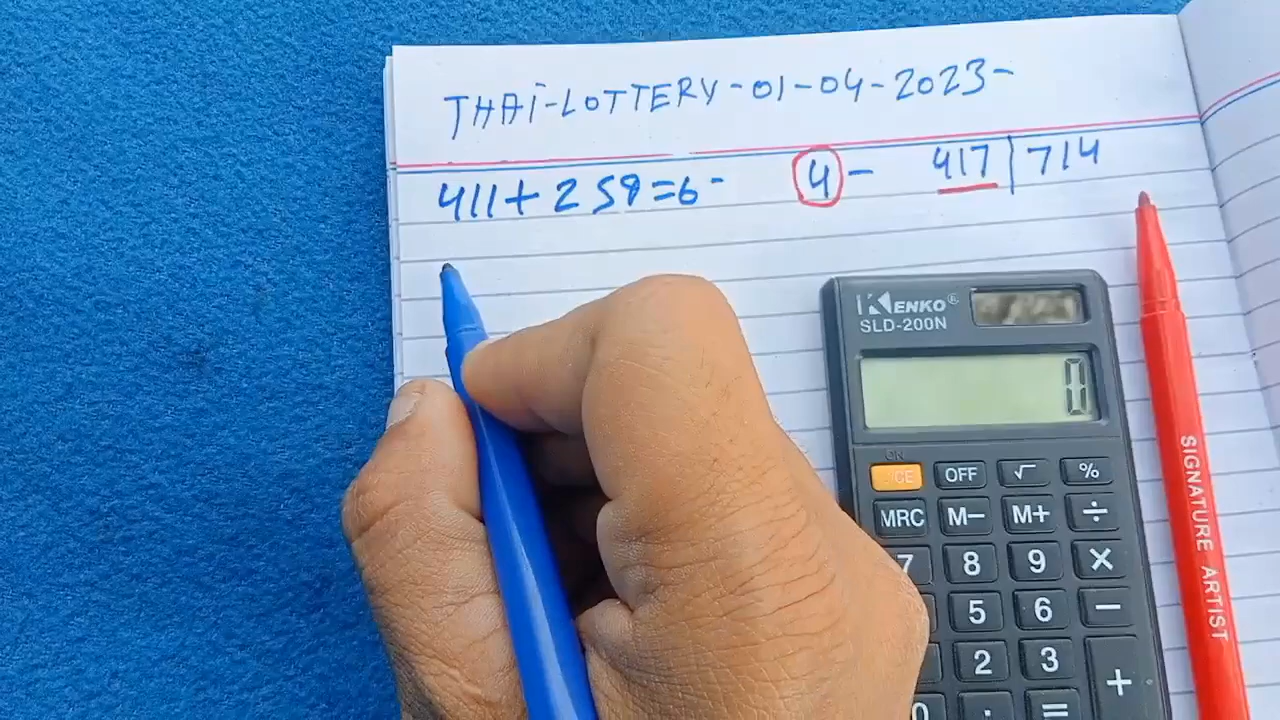 THAI-LOTTERY-01-04-2023-
411+258=6- 4- 417|714
KENKO®
SLD-200N
0
ON
/CE OFF √ %
MRC M− M+ ÷
7 8 9 ×
5 6 −
2 3 +
0 . =
SIGNATURE ARTIST